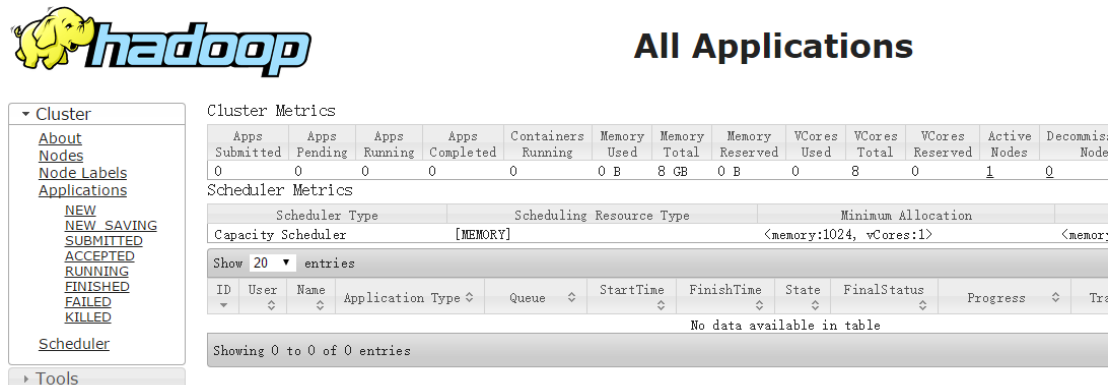 hadoop
All Applications
Cluster
About
Nodes
Node Labels
Applications
NEW
NEW_SAVING
SUBMITTED
ACCEPTED
RUNNING
FINISHED
FAILED
KILLED
Scheduler
Tools
Cluster Metrics
Apps Submitted Apps Pending Apps Running Apps Completed Containers Running Memory Used Memory Total Memory Reserved VCores Used VCores Total VCores Reserved Active Nodes
0 0 0 0 0 0 B 8 GB 0 B 0 8 0 1 0
Scheduler Metrics
Scheduler Type Scheduling Resource Type Minimum Allocation
Capacity Scheduler [MEMORY] <memory:1024, vCores:1> <memory
Show 20 entries
ID User Name Application Type Queue StartTime FinishTime State FinalStatus Progress
No data available in table
Showing 0 to 0 of 0 entries